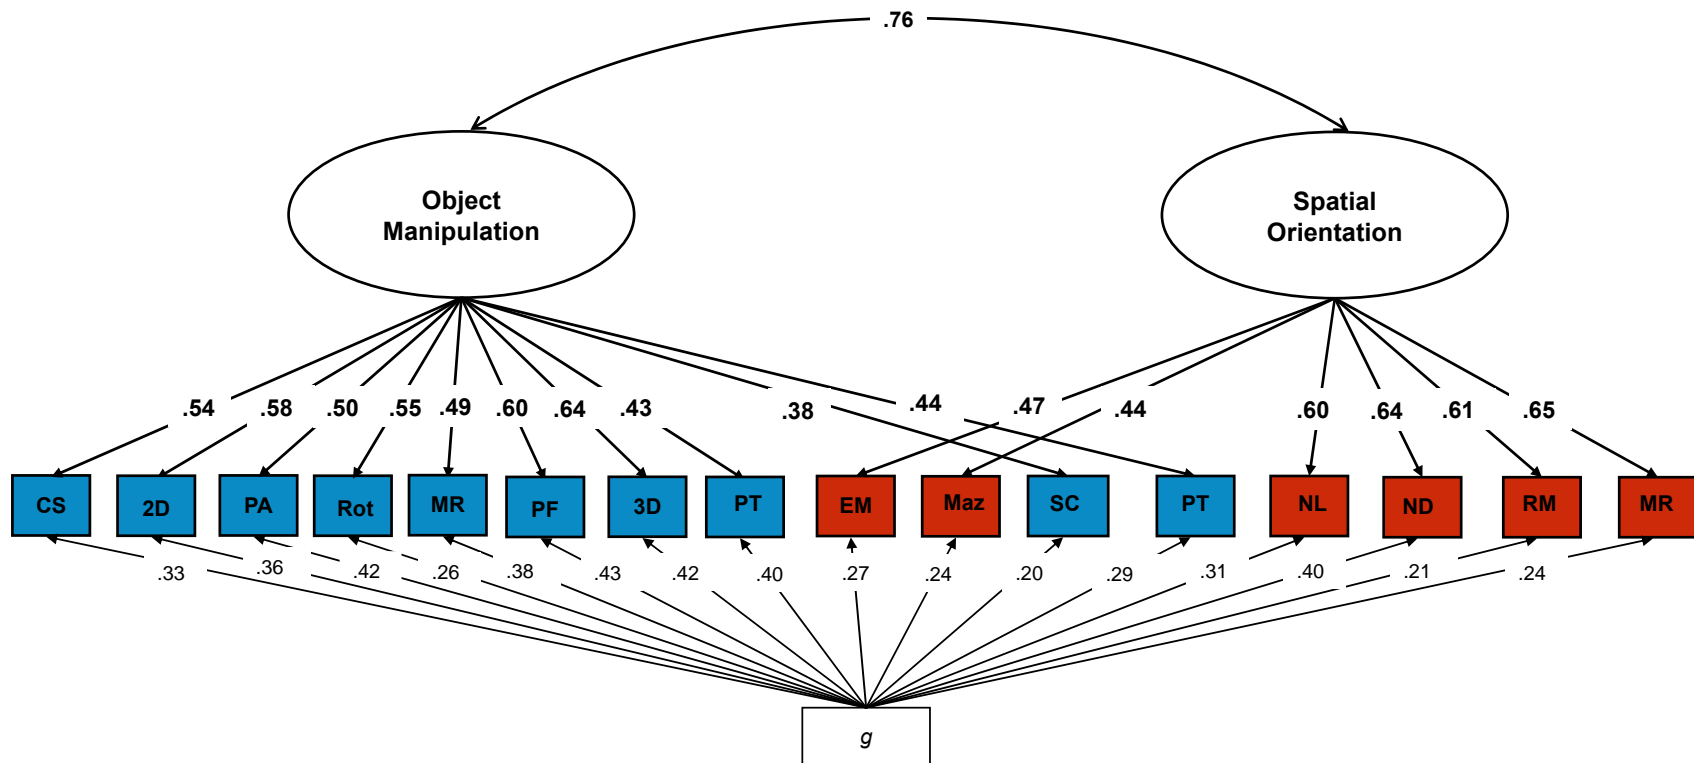 .76
Object
Manipulation
Spatial
Orientation
.54 .58 .50 .55 .49 .60 .64 .43 .38 .44 .47 .44 .60 .64 .61 .65
CS 2D PA Rot MR PF 3D PT EM Maz SC PT NL ND RM MR
.33 .36 .42 .26 .38 .43 .42 .40 .27 .24 .20 .29 .31 .40 .21 .24
g